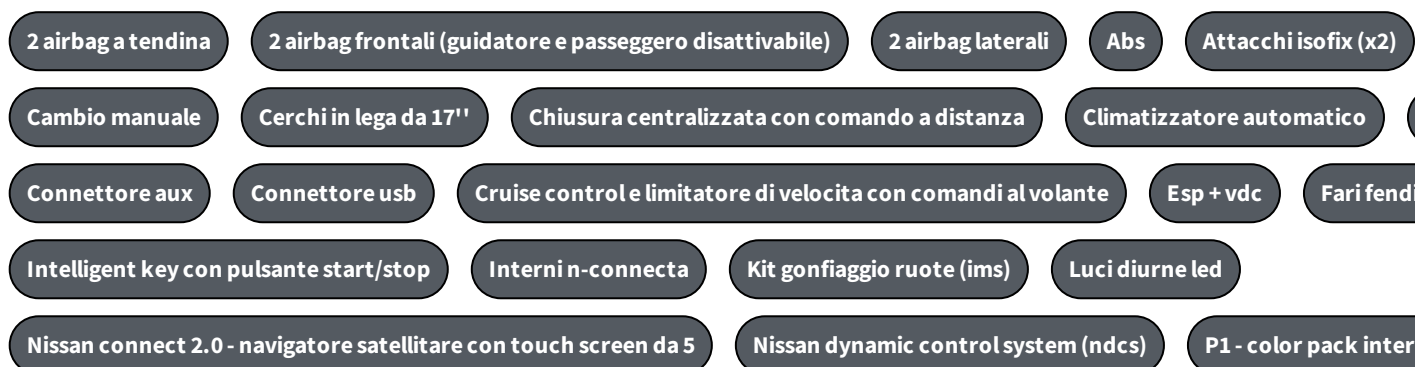 2 airbag a tendina 2 airbag frontali (guidatore e passeggero disattivabile) 2 airbag laterali Abs Attacchi isofix (x2)
Cambio manuale Cerchi in lega da 17'' Chiusura centralizzata con comando a distanza Climatizzatore automatico
Connettore aux Connettore usb Cruise control e limitatore di velocita con comandi al volante Esp + vdc Fari
Intelligent key con pulsante start/stop Interni n-connecta Kit gonfiaggio ruote (ims) Luci diurne led
Nissan connect 2.0 - navigatore satellitare con touch screen da 5 Nissan dynamic control system (ndcs) P1 - color pack